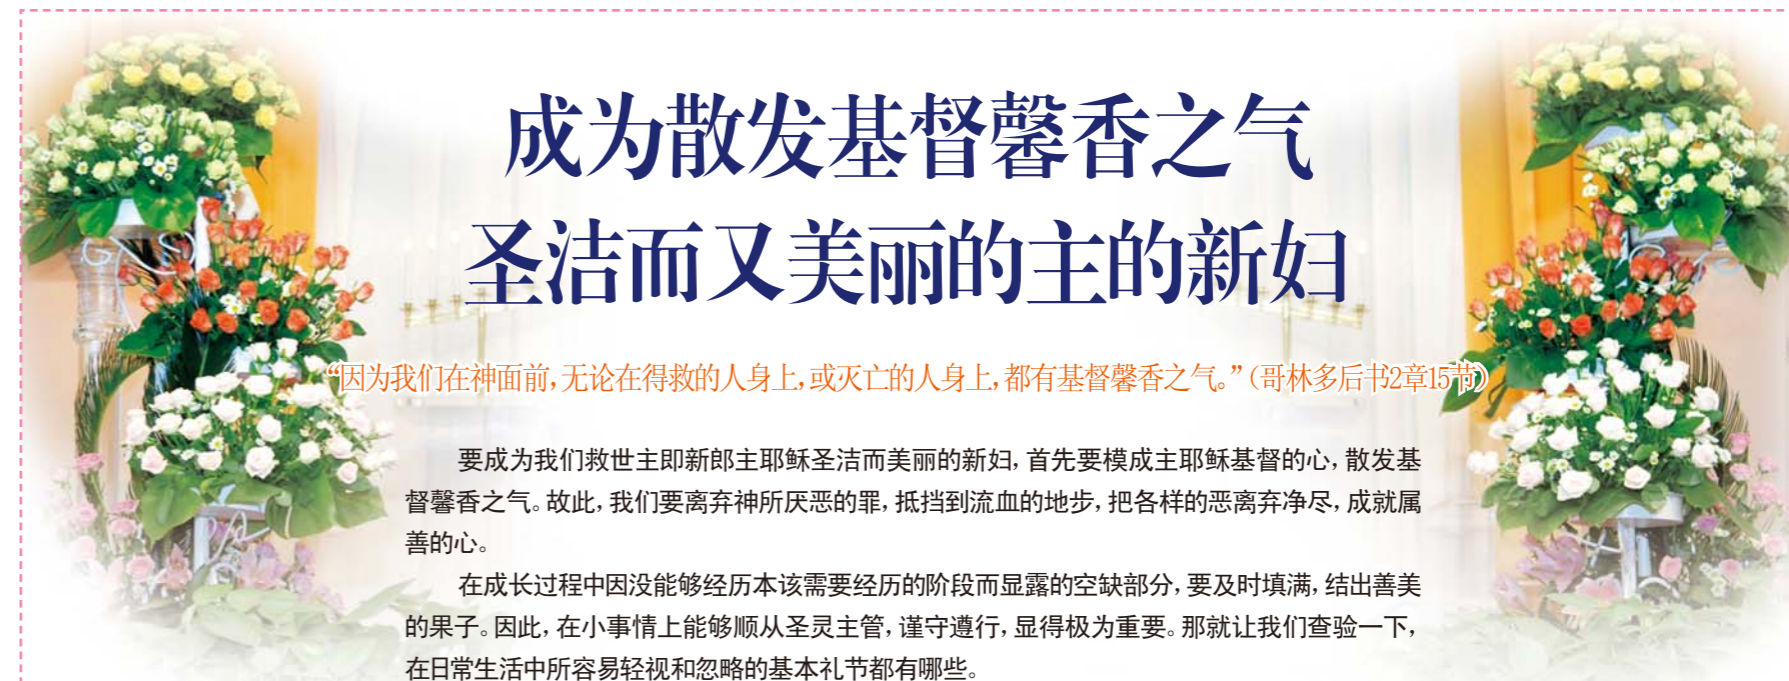 成为散发基督馨香之气
圣洁而又美丽的主的新妇
“因为我们在神面前,无论在得救的人身上,或灭亡的人身上,都有基督馨香之气。”(哥林多后书2章15节)
要成为我们救世主即新郎主耶稣圣洁而美丽的新妇,首先要模成主耶稣基督的心,散发基
督馨香之气。故此,我们要离弃神所厌恶的罪,抵挡到流血的地步,把各样的恶离弃净尽,成就属
善的心。
在成长过程中因没能够经历本该需要经历的阶段而显露的空缺部分,要及时填满,结出善美
的果子。因此,在小事情上能够顺从圣灵主管,谨守遵行,显得极为重要。那就让我们查验一下,
在日常生活中所容易轻视和忽略的基本礼节都有哪些。